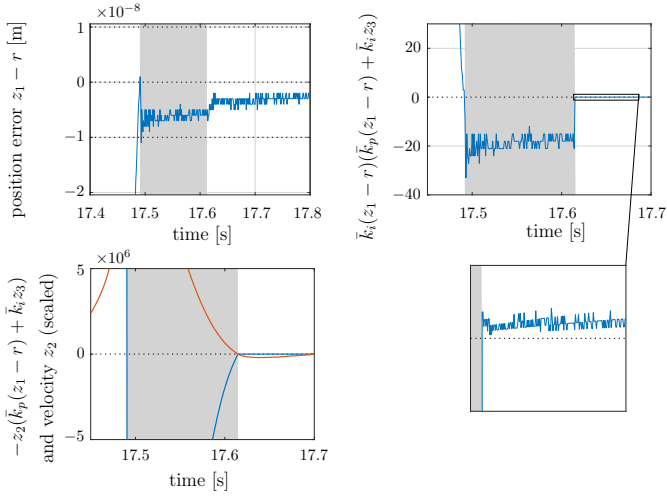 ×10⁻⁸
1
0
−1
−2
17.4 17.5 17.6 17.7 17.8
time [s]
position error z₁ − r [m]
20
0
−20
−40
17.5 17.6 17.7
time [s]
k̄ᵢ(z₁ − r)(k̄ₚ(z₁ − r) + k̄ᵢz₃)
×10⁶
5
0
−5
17.5 17.6 17.7
time [s]
−z₂(k̄ₚ(z₁ − r) + k̄ᵢz₃)
and velocity z₂ (scaled)